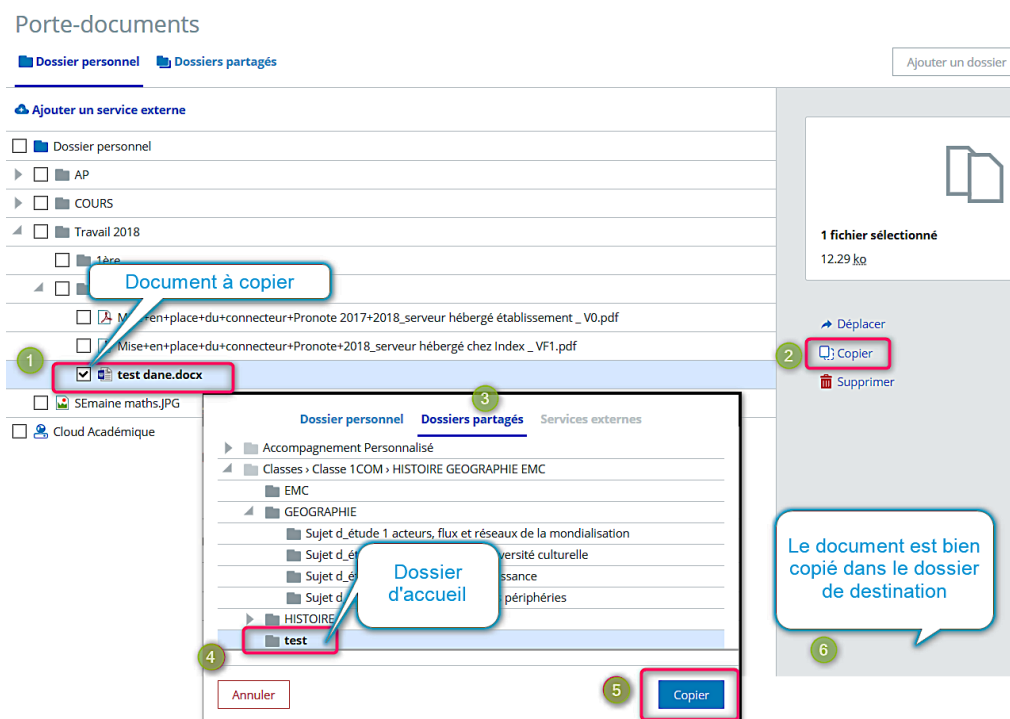 Porte-documents
Dossier personnel Dossiers partagés
Ajouter un dossier
Ajouter un service externe
Dossier personnel
AP
COURS
Travail 2018
1ère
Document à copier
Mise+en+place+du+connecteur+Pronote 2017+2018_serveur hébergé établissement _ V0.pdf
Mise+en+place+du+connecteur+Pronote+2018_serveur hébergé chez Index _ VF1.pdf
1
test dane.docx
SEmaine maths.JPG
Cloud Académique
1 fichier sélectionné
12.29 ko
Déplacer
2
Copier
Supprimer
3
Dossier personnel Dossiers partagés Services externes
Accompagnement Personnalisé
Classes › Classe 1COM › HISTOIRE GEOGRAPHIE EMC
EMC
GEOGRAPHIE
Sujet d_étude 1 acteurs, flux et réseaux de la mondialisation
Sujet culturelle
Sujet
Sujet périphéries
HISTOIRE
4
test
Dossier
d'accueil
Annuler
5
Copier
Le document est bien
copié dans le dossier
de destination
6